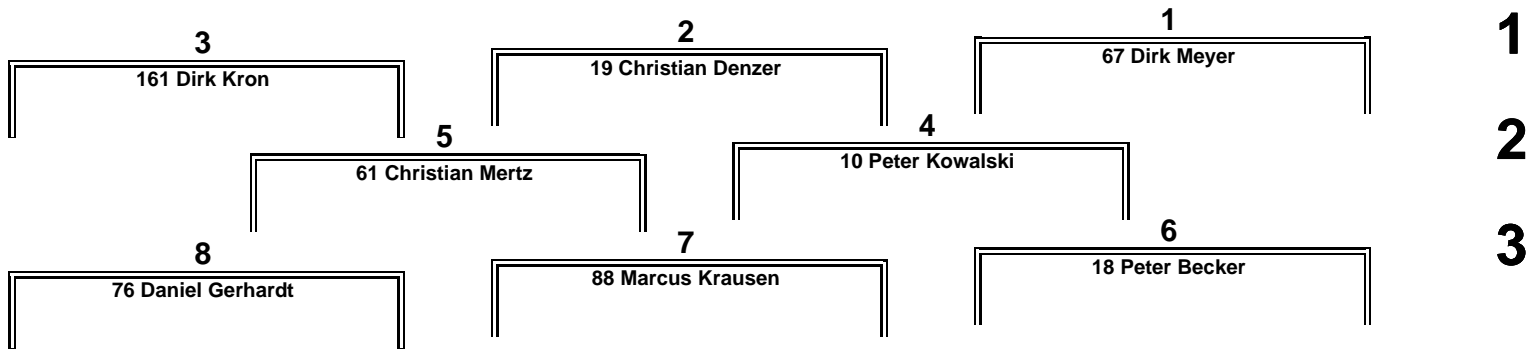 3 2 1 1
161 Dirk Kron 19 Christian Denzer 67 Dirk Meyer
5 4 2
61 Christian Mertz 10 Peter Kowalski
8 7 6 3
76 Daniel Gerhardt 88 Marcus Krausen 18 Peter Becker